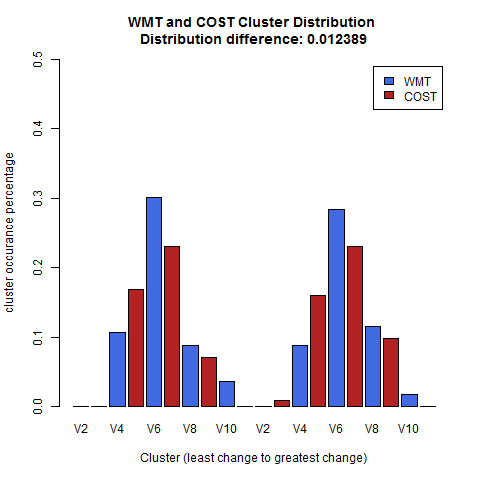 WMT and COST Cluster Distribution
Distribution difference: 0.012389
WMT
COST
cluster occurance percentage
0.5
0.4
0.3
0.2
0.1
0.0
V2 V4 V6 V8 V10 V2 V4 V6 V8 V10
Cluster (least change to greatest change)